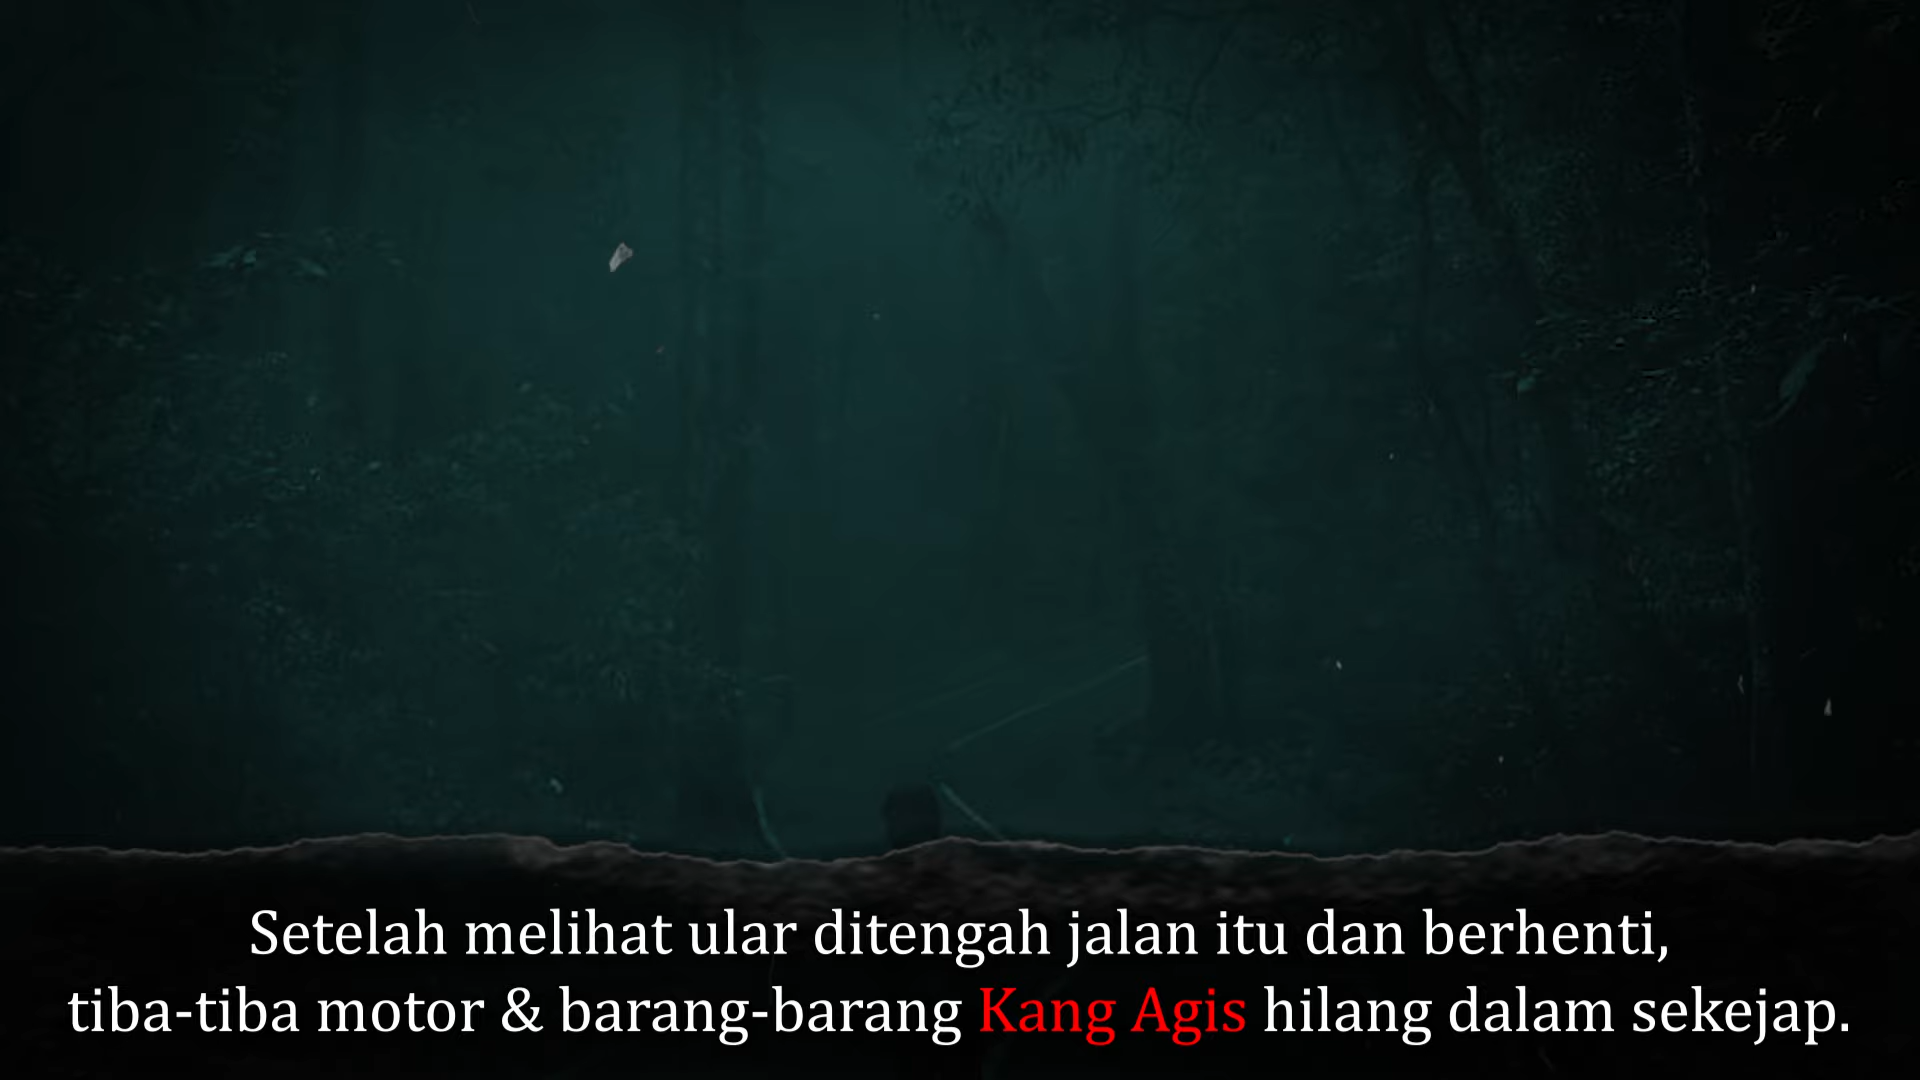 Setelah melihat ular ditengah jalan itu dan berhenti,
tiba-tiba motor & barang-barang Kang Agis hilang dalam sekejap.